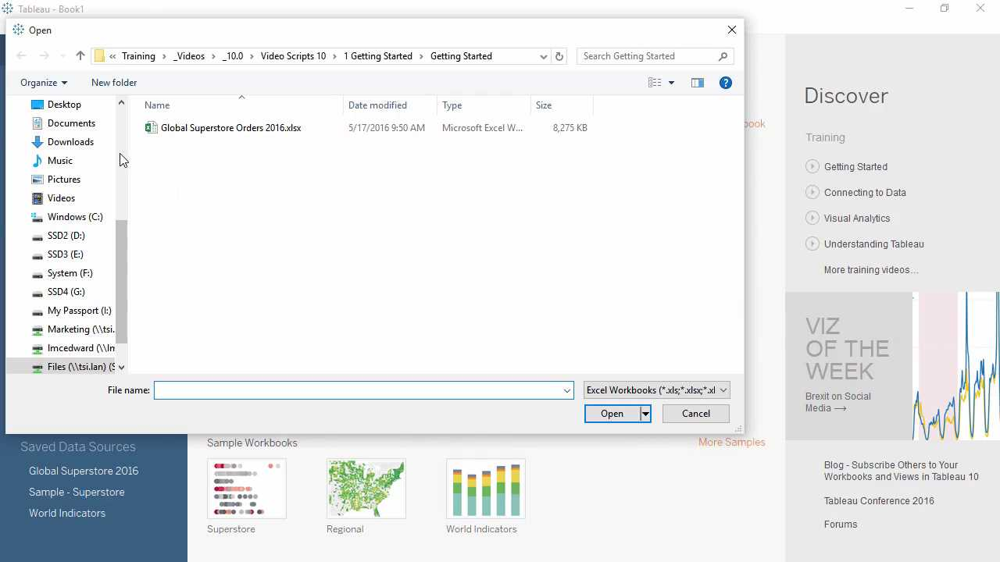 Tableau - Book1
Open
« Training > _Videos > _10.0 > Video Scripts 10 > 1 Getting Started > Getting Started
Search Getting Started
Organize
New folder
Desktop
Documents
Downloads
Music
Pictures
Videos
Windows (C:)
SSD2 (D:)
SSD3 (E:)
System (F:)
SSD4 (G:)
My Passport (I:)
Marketing (\\tsi.
lmcedward (\\lm
Files (\\tsi.lan) (S
Name
Date modified
Type
Size
Global Superstore Orders 2016.xlsx
5/17/2016 9:50 AM
Microsoft Excel W...
8,275 KB
File name:
Excel Workbooks (*.xls;*.xlsx;*.xl
Open
Cancel
ook
Saved Data Sources
Global Superstore 2016
Sample - Superstore
World Indicators
Sample Workbooks
More Samples
Superstore
Regional
World Indicators
Discover
Training
Getting Started
Connecting to Data
Visual Analytics
Understanding Tableau
More training videos...
VIZ
OF THE
WEEK
Brexit on Social
Media →
Blog - Subscribe Others to Your
Workbooks and Views in Tableau 10
Tableau Conference 2016
Forums